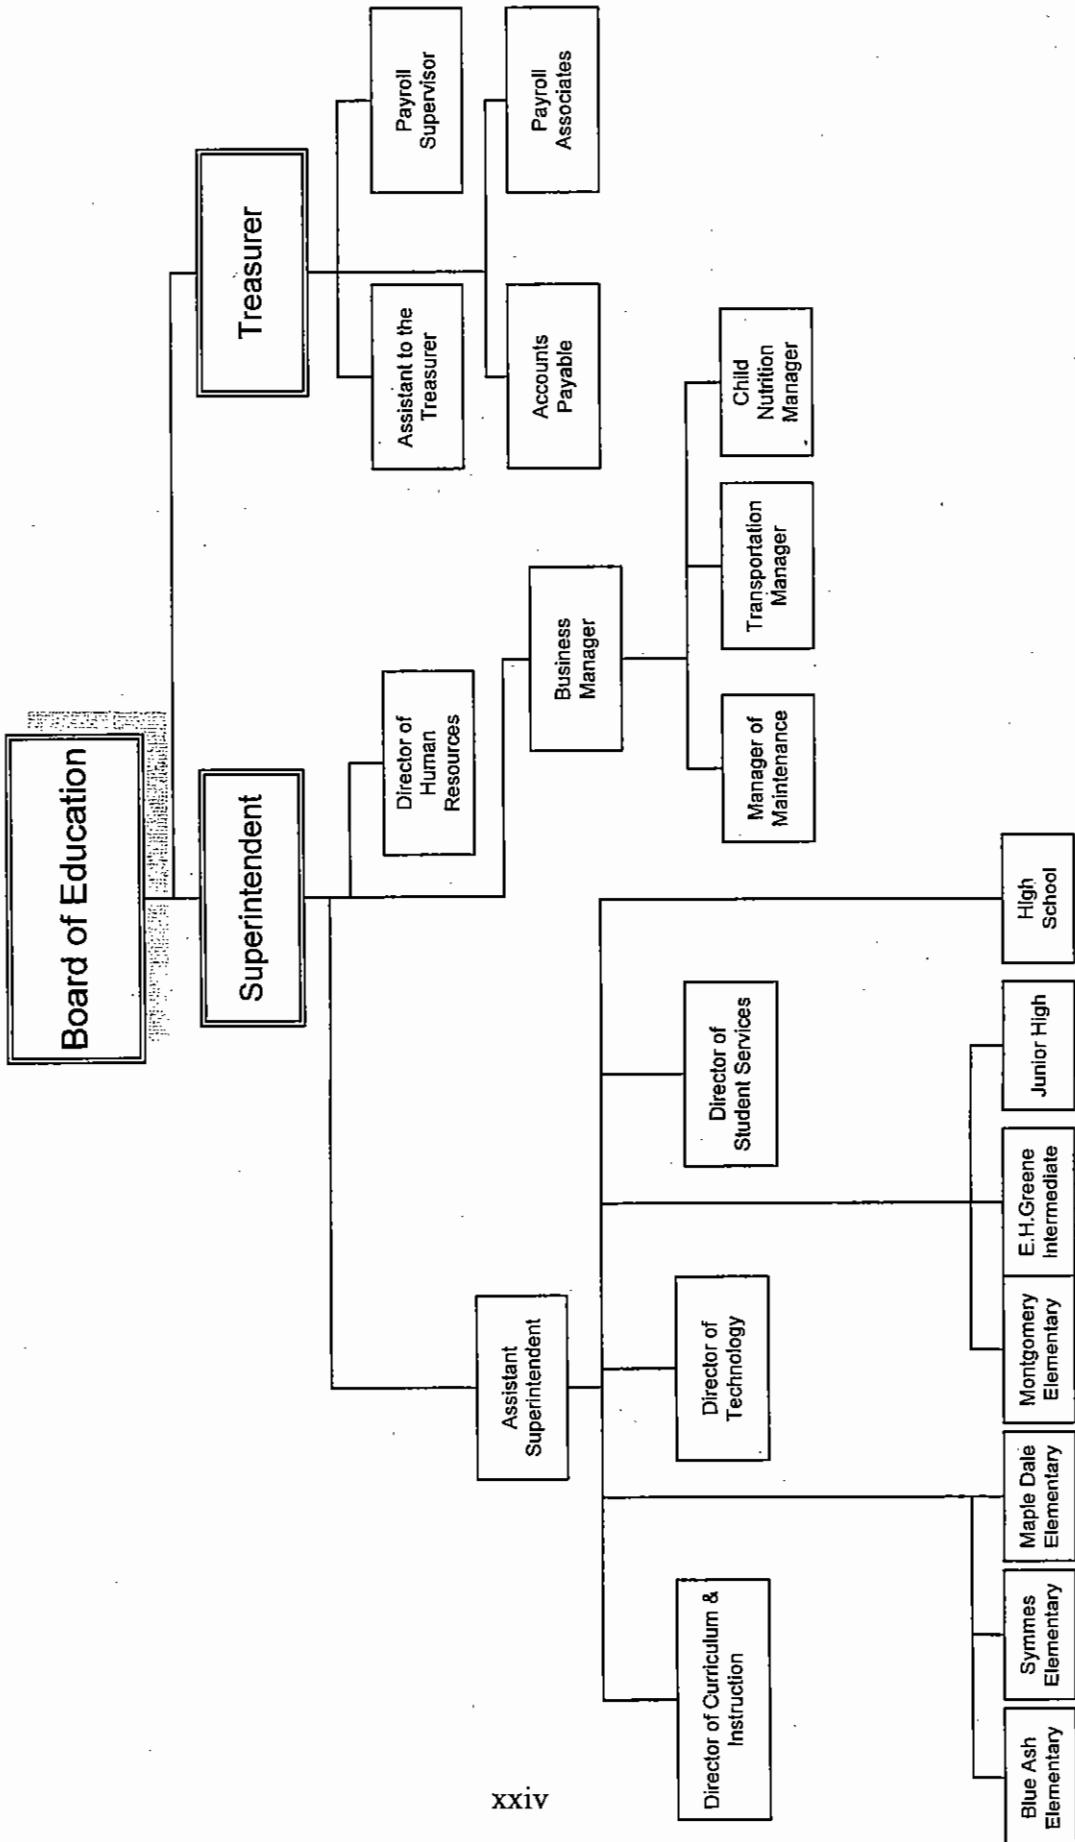 Board of Education
Superintendent
Treasurer
Assistant to the
Treasurer
Payroll
Supervisor
Accounts
Payable
Payroll
Associates
Director of
Human
Resources
Business
Manager
Manager of
Maintenance
Transportation
Manager
Child
Nutrition
Manager
Assistant
Superintendent
Director of Curriculum &
Instruction
Director of
Technology
Director of
Student Services
Blue Ash
Elementary
Symmes
Elementary
Maple Dale
Elementary
Montgomery
Elementary
E.H.Greene
Intermediate
Junior High
High
School
xxiv